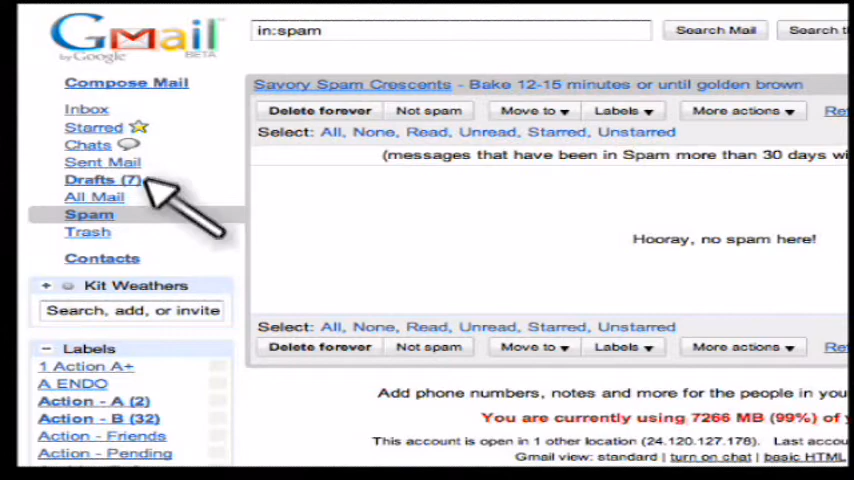 Gmail
by Google BETA
in:spam
Search Mail
Search th
Compose Mail
Inbox
Starred
Chats
Sent Mail
Drafts (7)
All Mail
Spam
Trash
Contacts
Kit Weathers
Search, add, or invite
Labels
1 Action A+
A ENDO
Action - A (2)
Action - B (32)
Action - Friends
Action - Pending
Savory Spam Crescents - Bake 12-15 minutes or until golden brown
Delete forever Not spam Move to Labels More actions Ref
Select: All, None, Read, Unread, Starred, Unstarred
(messages that have been in Spam more than 30 days wi
Hooray, no spam here!
Select: All, None, Read, Unread, Starred, Unstarred
Delete forever Not spam Move to Labels More actions Ref
Add phone numbers, notes and more for the people in you
You are currently using 7266 MB (99%) of y
This account is open in 1 other location (24.120.127.178). Last accou
Gmail view: standard | turn on chat | basic HTML